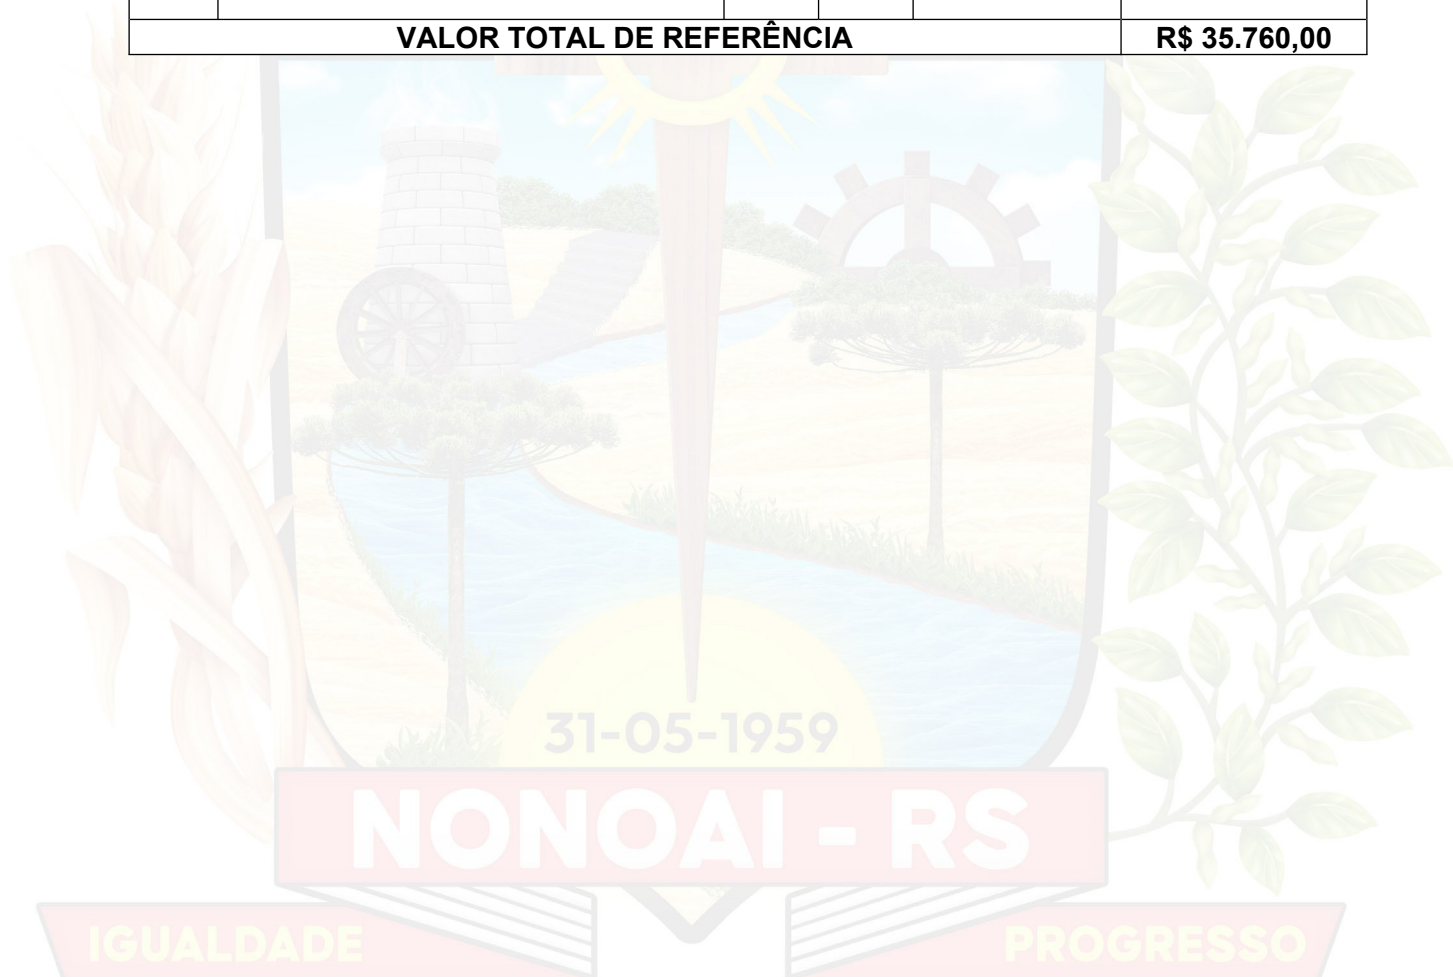 VALOR TOTAL DE REFERÊNCIA R$ 35.760,00
31-05-1959
NONOAI - RS
IGUALDADE PROGRESSO